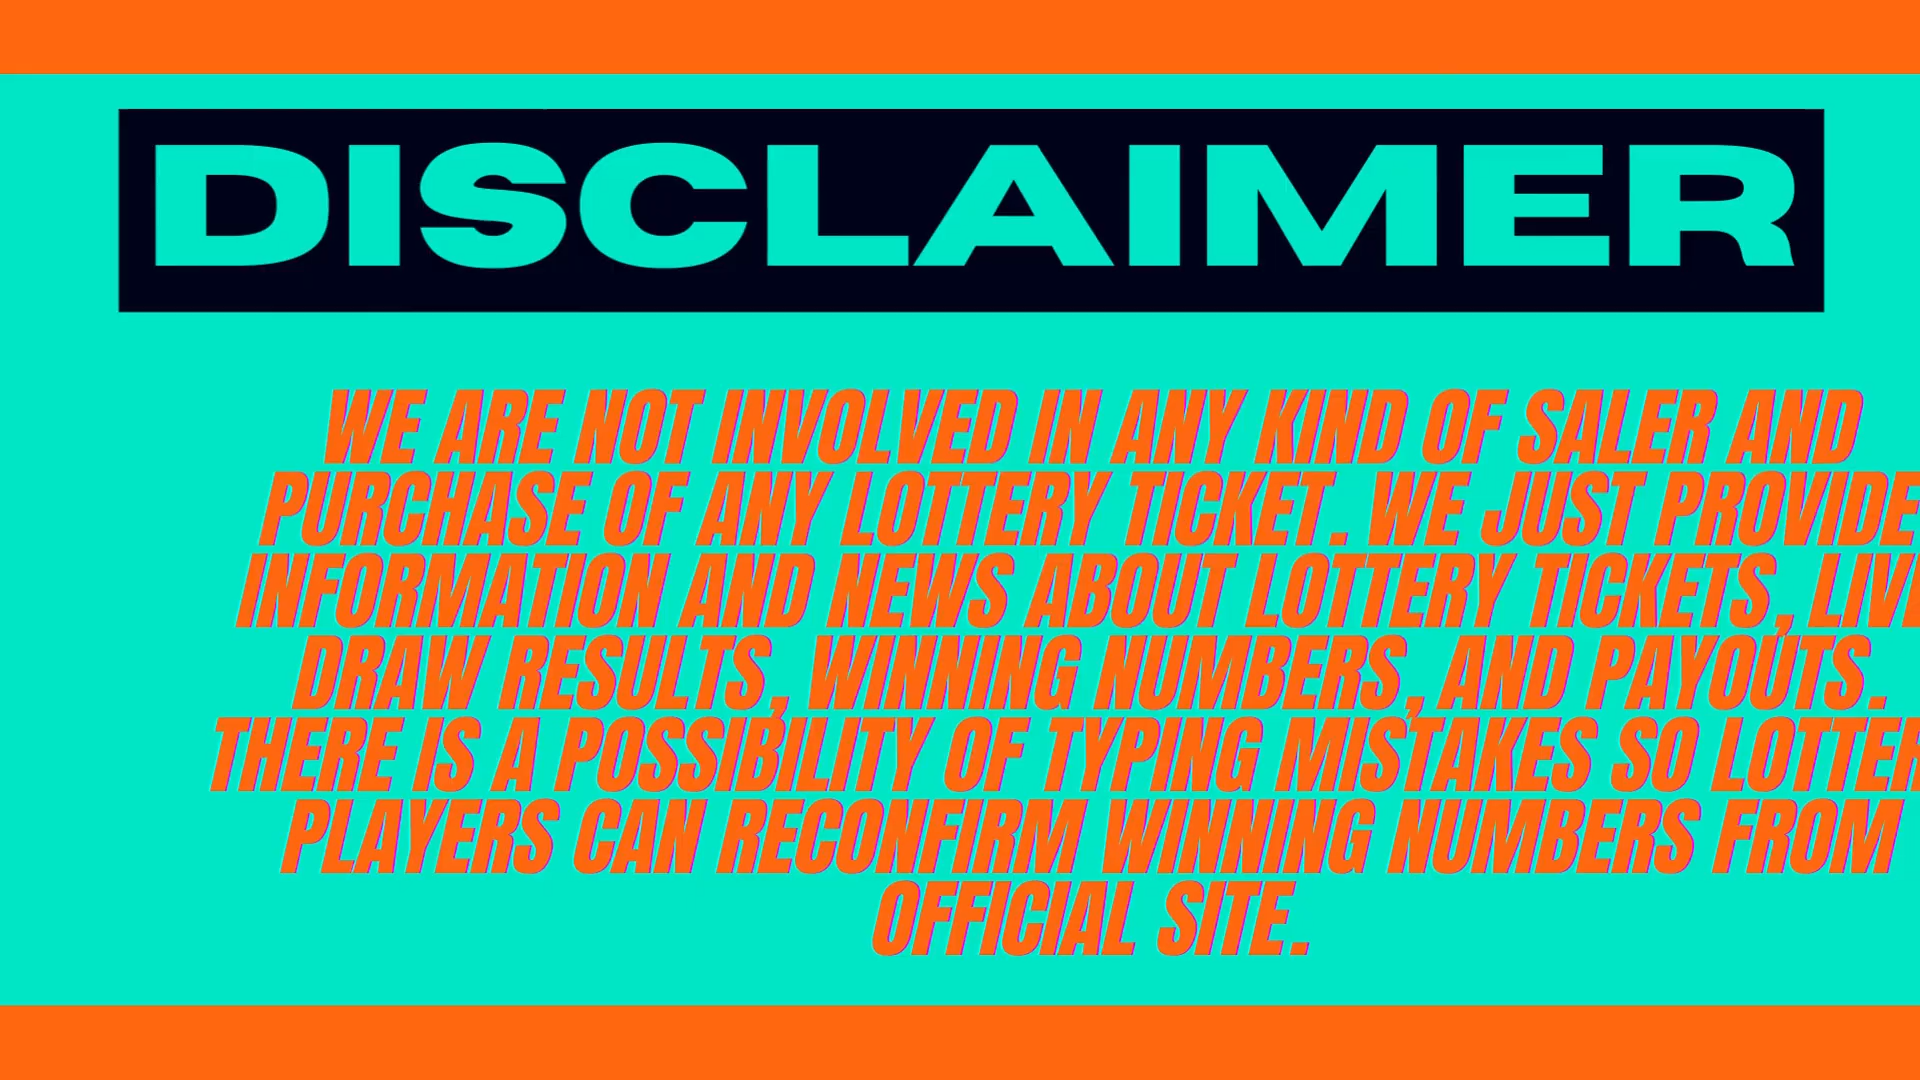 DISCLAIMER
WE ARE NOT INVOLVED IN ANY KIND OF SALER AND
PURCHASE OF ANY LOTTERY TICKET. WE JUST PROVIDE
INFORMATION AND NEWS ABOUT LOTTERY TICKETS, LIVE
DRAW RESULTS, WINNING NUMBERS, AND PAYOUTS.
THERE IS A POSSIBILITY OF TYPING MISTAKES SO LOTTER
PLAYERS CAN RECONFIRM WINNING NUMBERS FROM
OFFICIAL SITE.